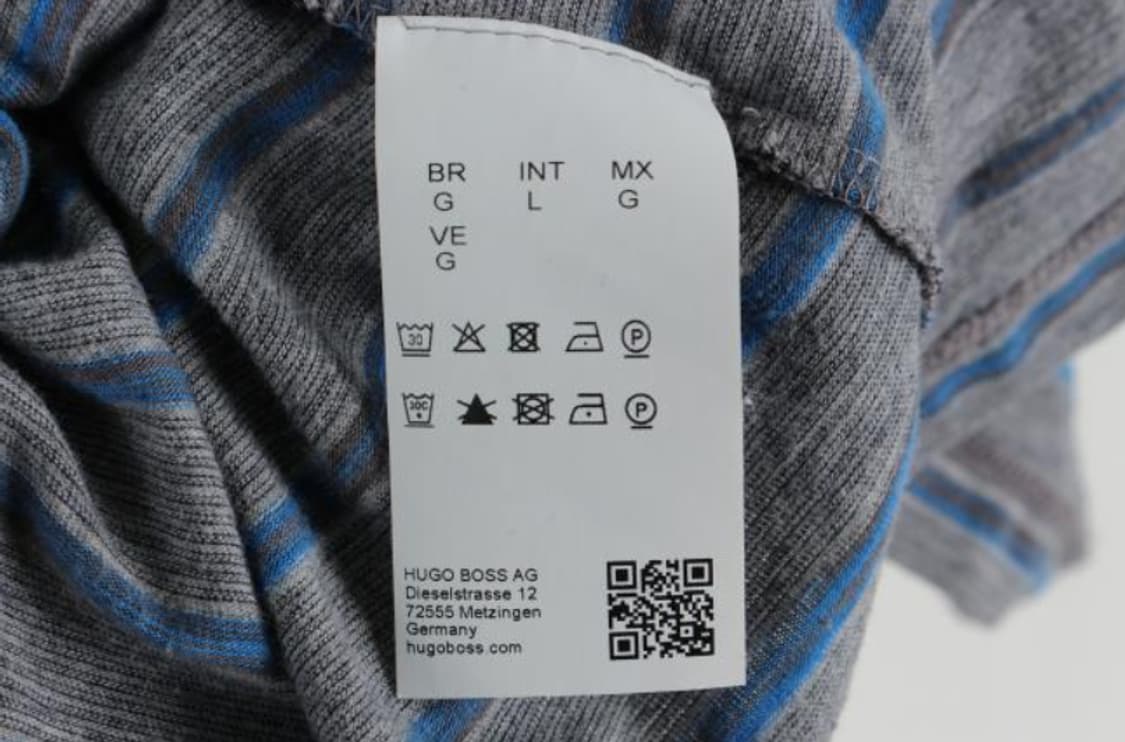 BR INT MX
G L G
VE
G
30 P
30C P
HUGO BOSS AG
Dieselstrasse 12
72555 Metzingen
Germany
hugoboss.com